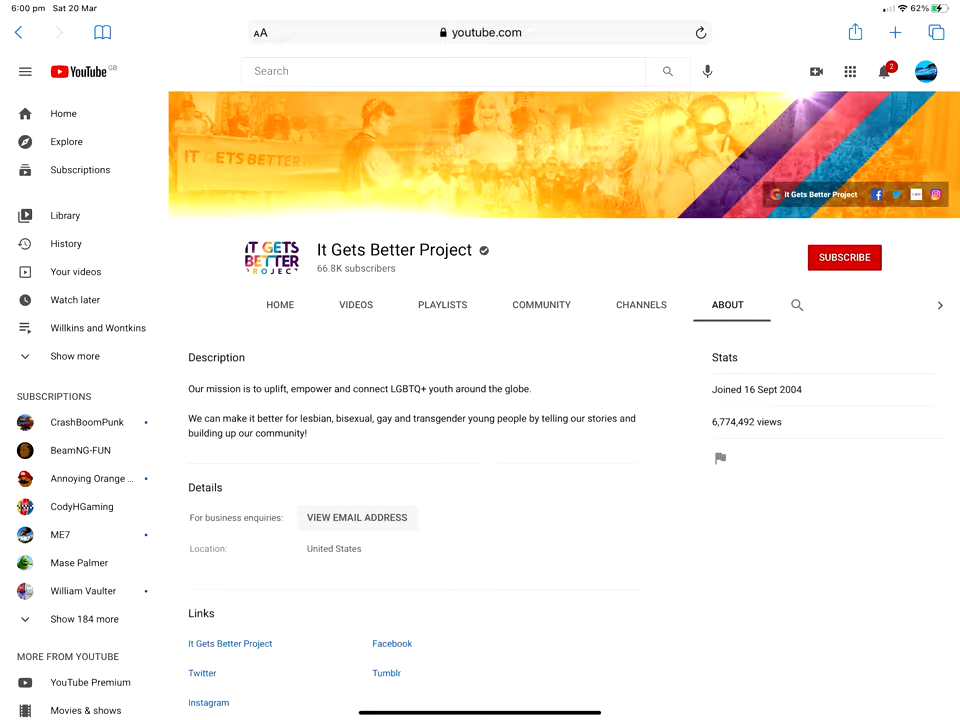 6:00 pm Sat 20 Mar
62%
AA
youtube.com
YouTube GB
Search
2
Home
Explore
Subscriptions
Library
History
Your videos
Watch later
Willkins and Wontkins
Show more
SUBSCRIPTIONS
CrashBoomPunk
BeamNG-FUN
Annoying Orange ...
CodyHGaming
ME7
Mase Palmer
William Vaulter
Show 184 more
MORE FROM YOUTUBE
YouTube Premium
Movies & shows
IT GETS BETTER
It Gets Better Project
IT GETS
BETTER
PROJECT
It Gets Better Project
66.8K subscribers
SUBSCRIBE
HOME VIDEOS PLAYLISTS COMMUNITY CHANNELS ABOUT
Description
Our mission is to uplift, empower and connect LGBTQ+ youth around the globe.
We can make it better for lesbian, bisexual, gay and transgender young people by telling our stories and
building up our community!
Details
For business enquiries: VIEW EMAIL ADDRESS
Location: United States
Links
It Gets Better Project Facebook
Twitter Tumblr
Instagram
Stats
Joined 16 Sept 2004
6,774,492 views